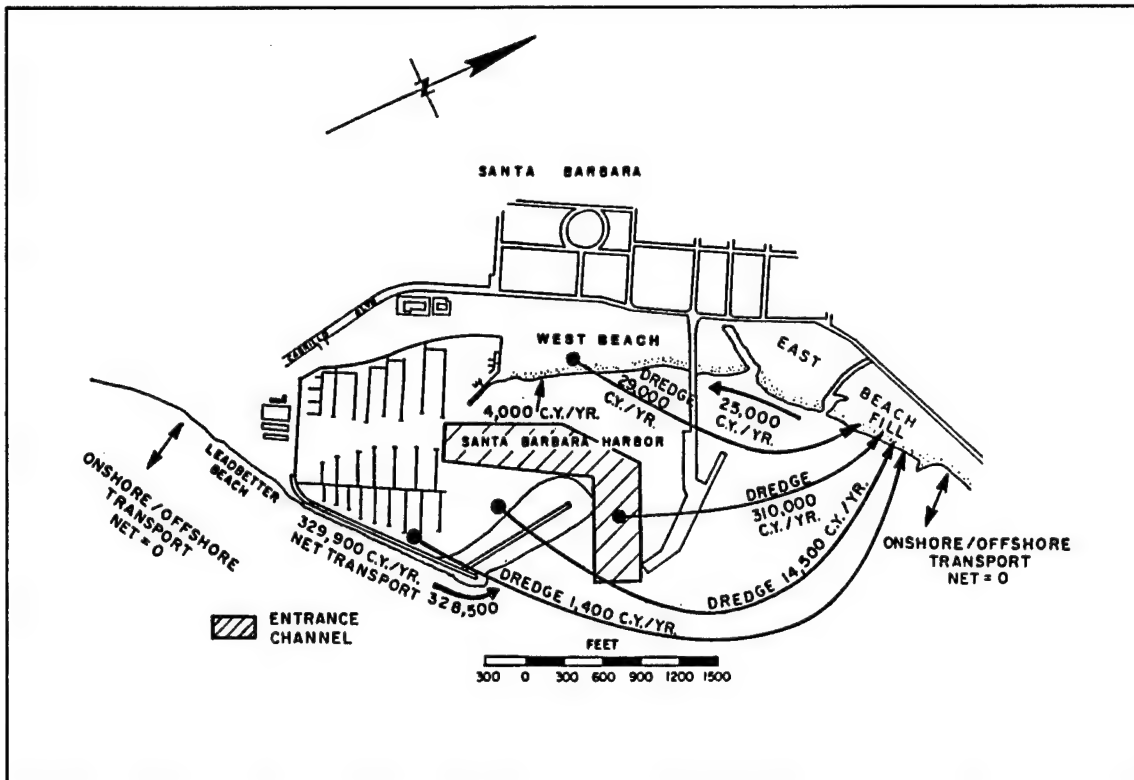 N
SANTA BARBARA
CABRILLO BLVD
WEST BEACH
EAST
BEACH
FILL
DREDGE
29,000
C.Y./YR.
25,000
C.Y./YR.
4,000 C.Y./YR.
SANTA BARBARA HARBOR
LEADBETTER
BEACH
ONSHORE/OFFSHORE
TRANSPORT
NET = 0
DREDGE
310,000
C.Y./YR.
329,900 C.Y./YR.
NET TRANSPORT
328,500
DREDGE 14,500 C.Y./YR.
DREDGE 1,400 C.Y./YR.
ONSHORE/OFFSHORE
TRANSPORT
NET = 0
ENTRANCE
CHANNEL
FEET
300 0 300 600 900 1200 1500